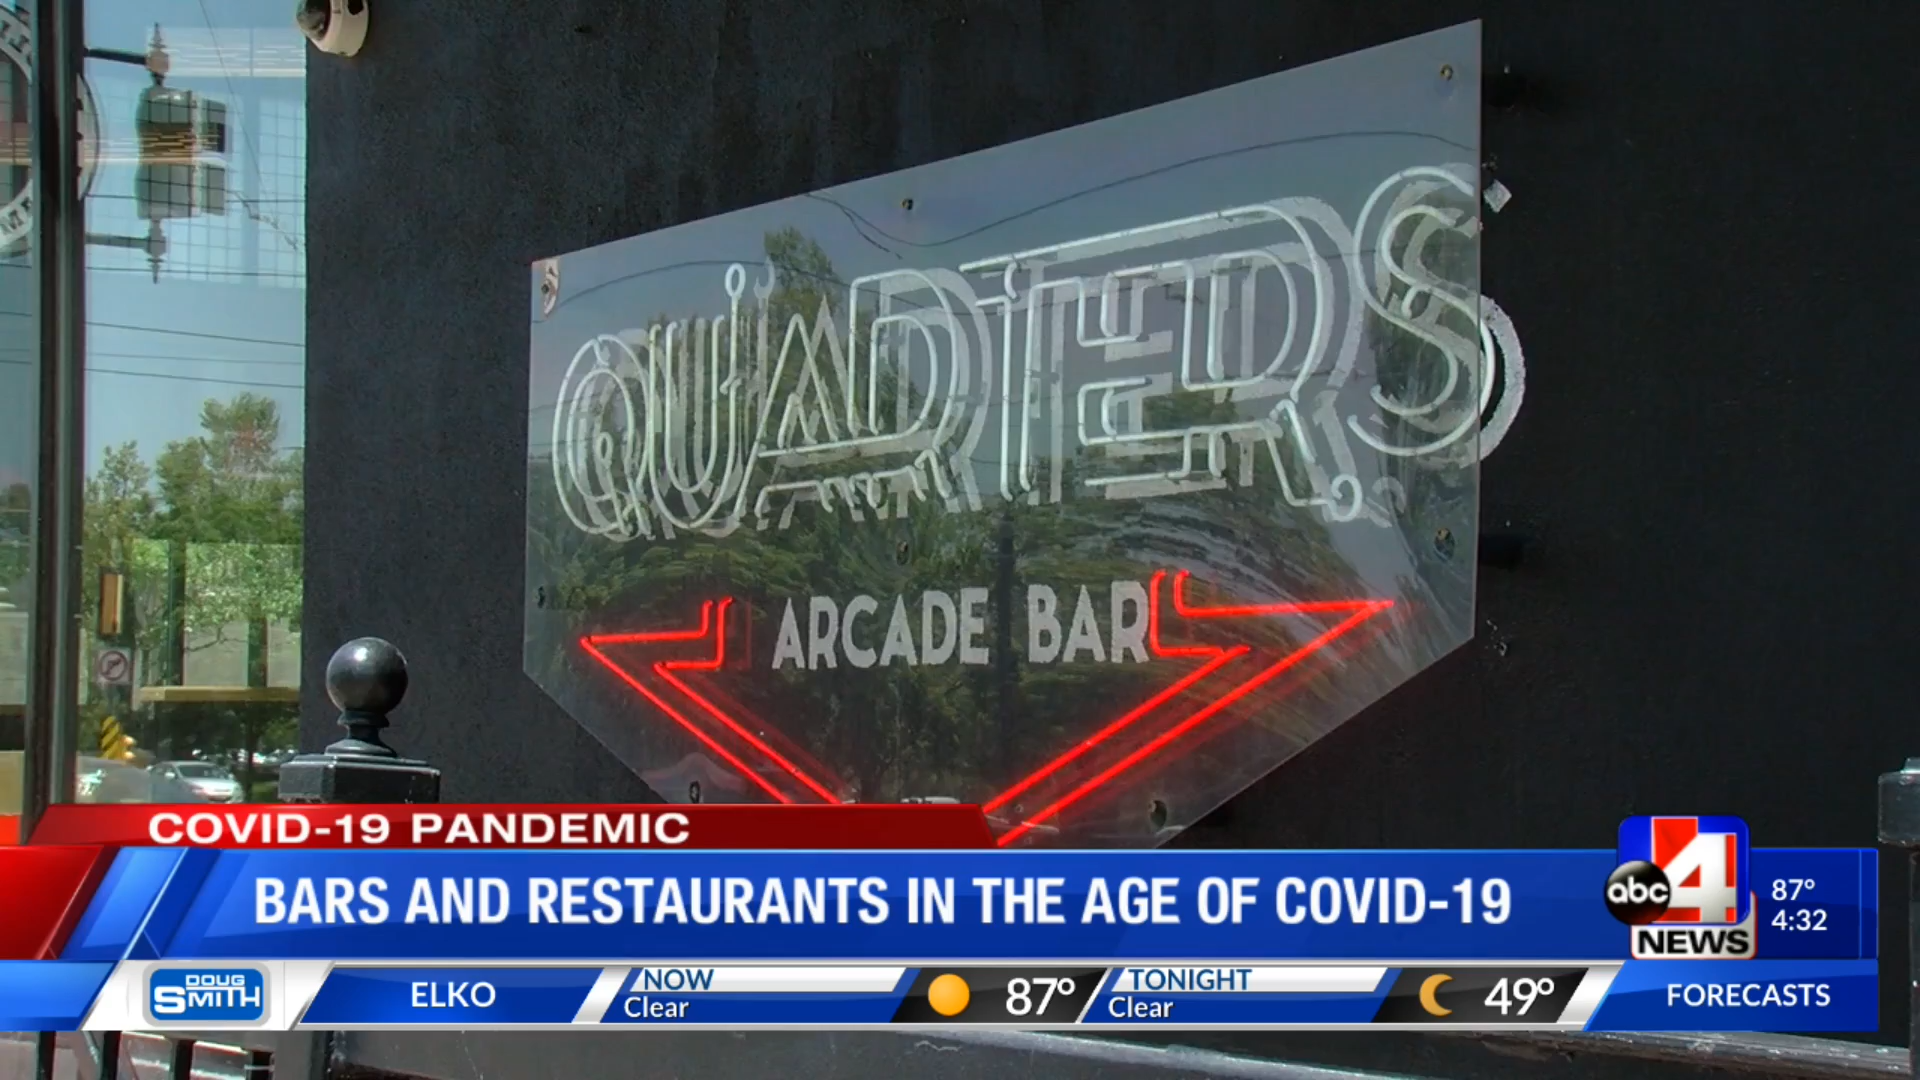 QUARTERS
ARCADE BAR
COVID-19 PANDEMIC
BARS AND RESTAURANTS IN THE AGE OF COVID-19
abc 4
NEWS
87°
4:32
DOUG
SMITH
ELKO
NOW
Clear
87°
TONIGHT
Clear
49°
FORECASTS